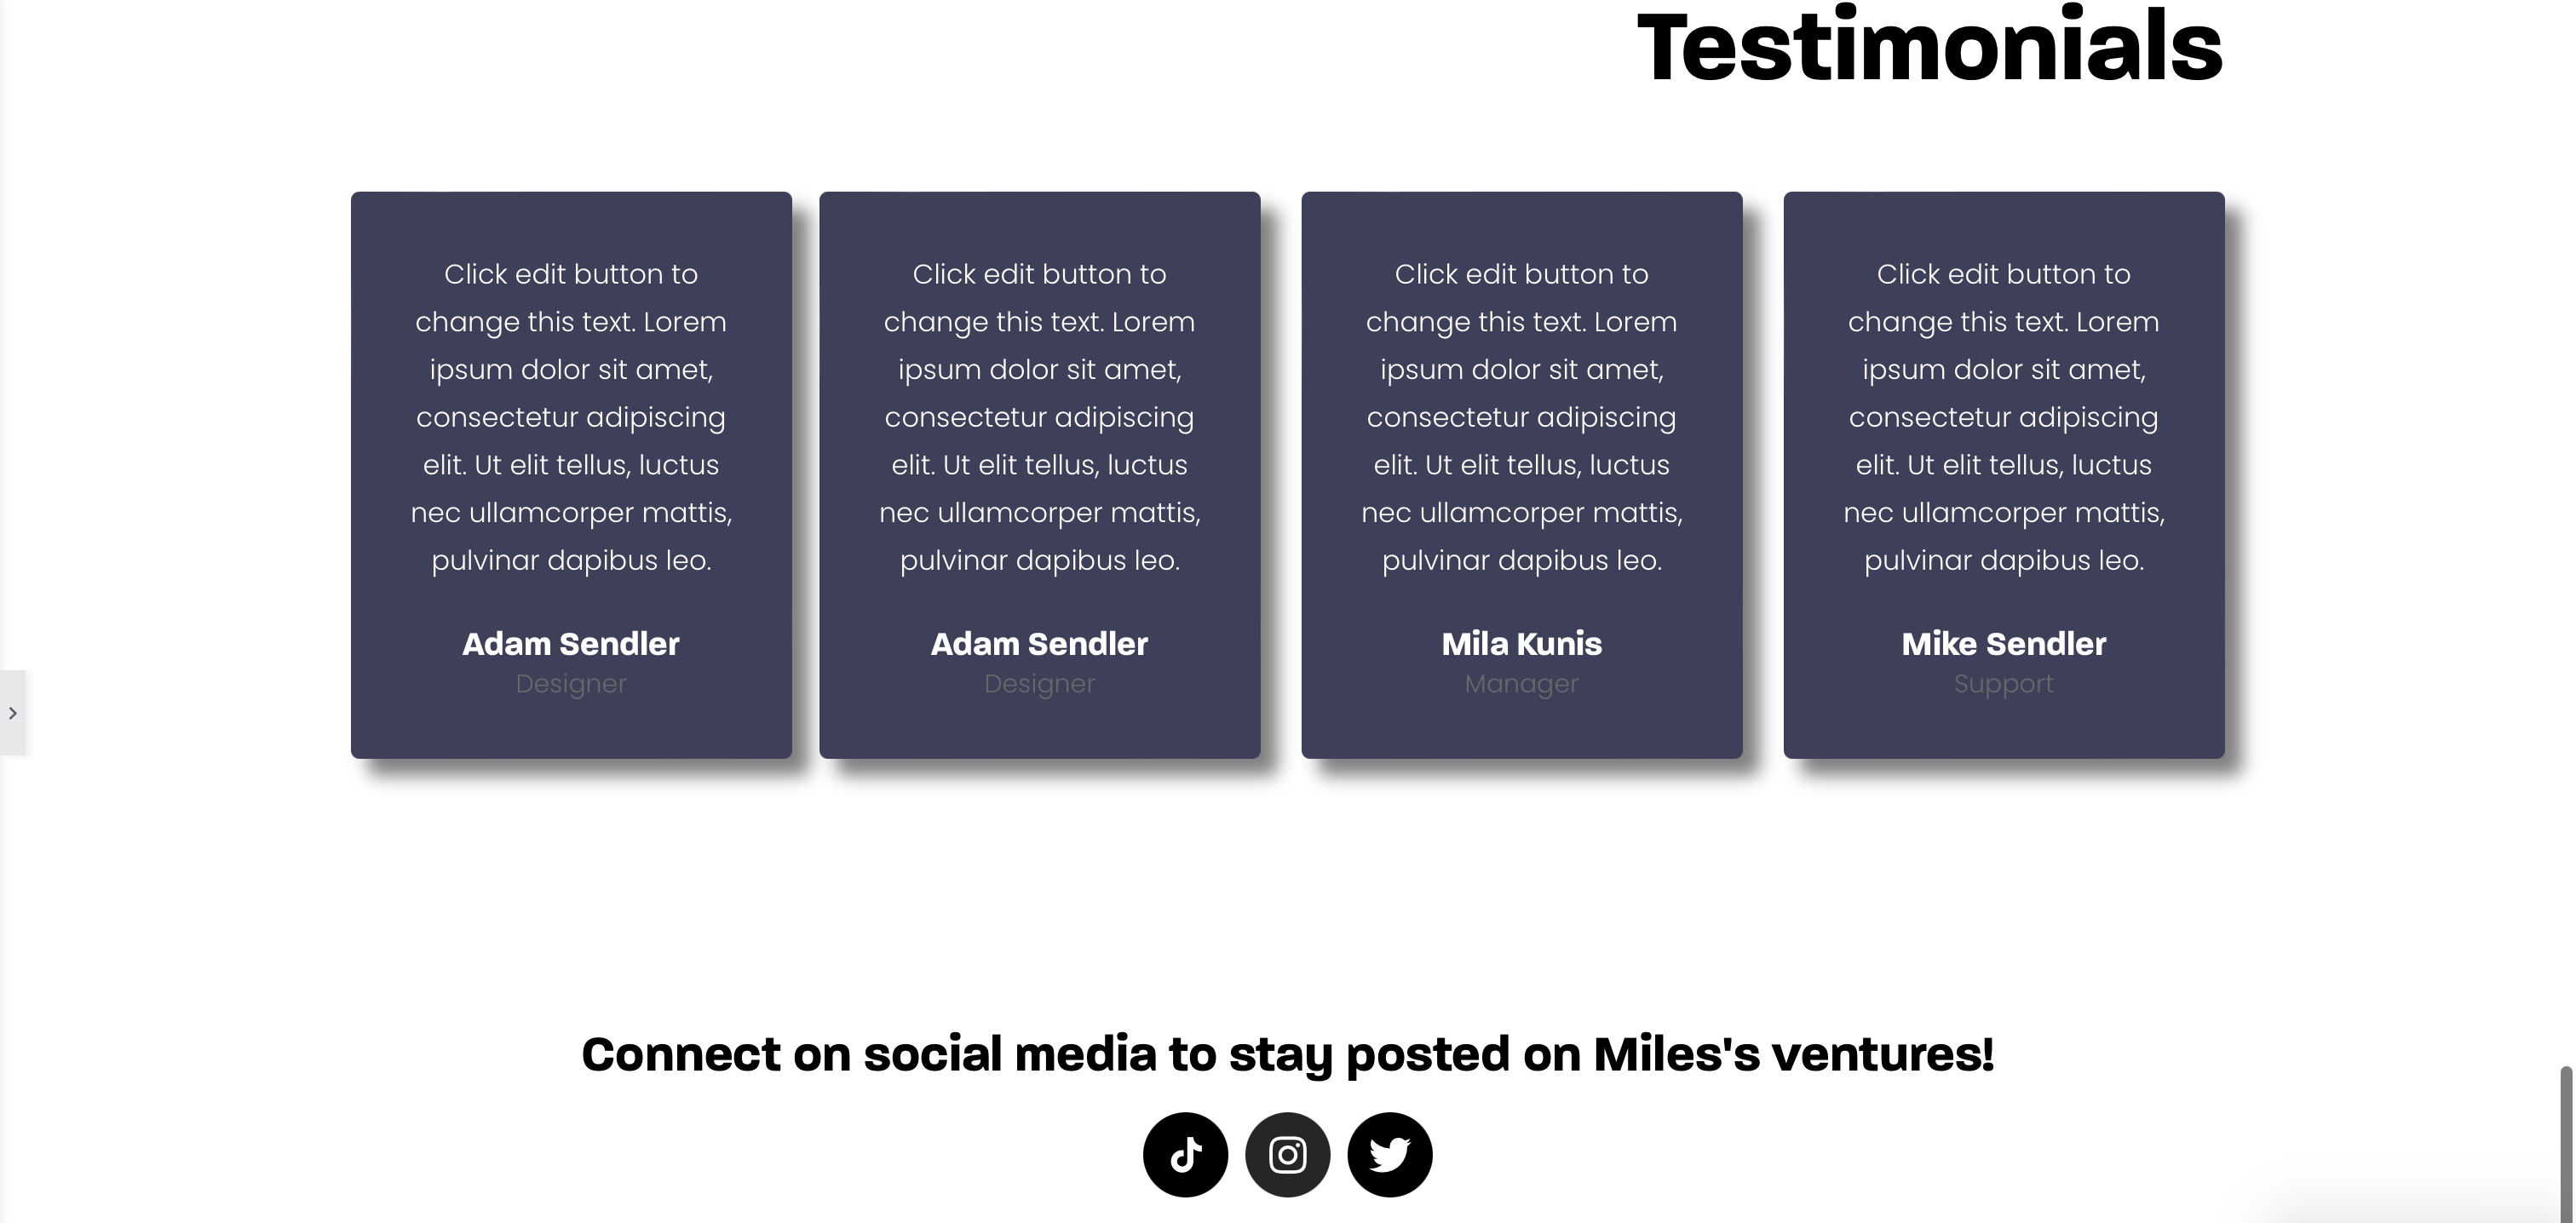 Testimonials
Click edit button to
change this text. Lorem
ipsum dolor sit amet,
consectetur adipiscing
elit. Ut elit tellus, luctus
nec ullamcorper mattis,
pulvinar dapibus leo.
Adam Sendler
Designer
Click edit button to
change this text. Lorem
ipsum dolor sit amet,
consectetur adipiscing
elit. Ut elit tellus, luctus
nec ullamcorper mattis,
pulvinar dapibus leo.
Adam Sendler
Designer
Click edit button to
change this text. Lorem
ipsum dolor sit amet,
consectetur adipiscing
elit. Ut elit tellus, luctus
nec ullamcorper mattis,
pulvinar dapibus leo.
Mila Kunis
Manager
Click edit button to
change this text. Lorem
ipsum dolor sit amet,
consectetur adipiscing
elit. Ut elit tellus, luctus
nec ullamcorper mattis,
pulvinar dapibus leo.
Mike Sendler
Support
Connect on social media to stay posted on Miles's ventures!